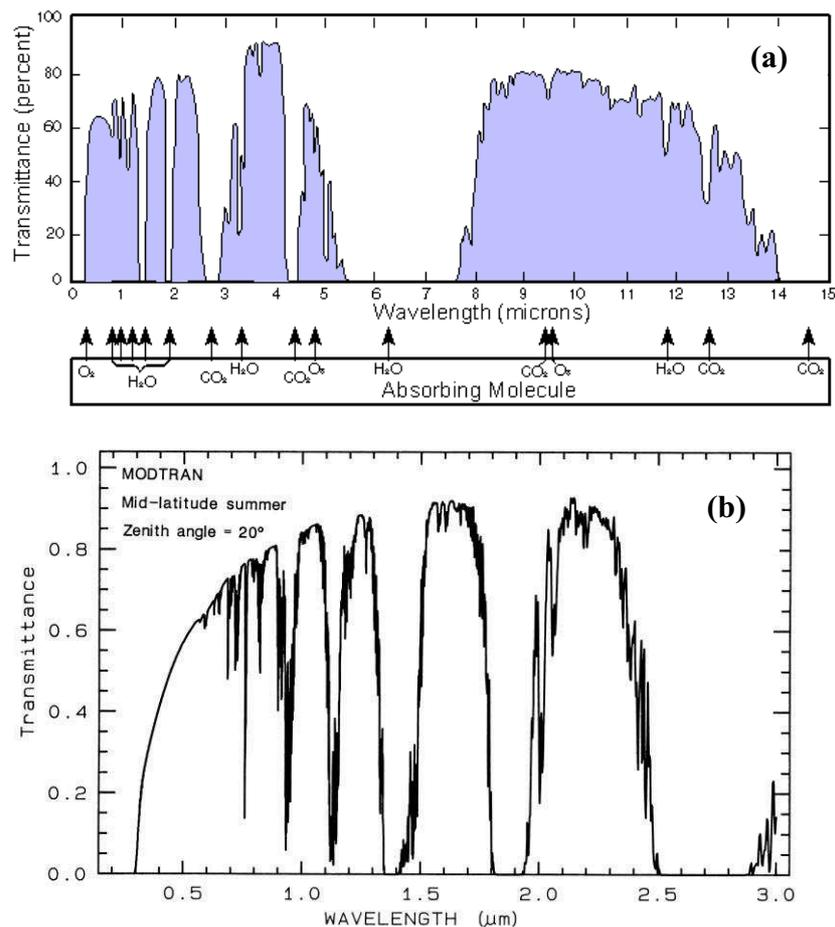 (a)
Transmittance (percent)
100
80
60
40
20
0
0 1 2 3 4 5 6 7 8 9 10 11 12 13 14 15
Wavelength (microns)
O₂ H₂O CO₂ H₂O CO₂ O₃ H₂O CO₂ O₃ H₂O CO₂ CO₂
Absorbing Molecule
(b)
MODTRAN
Mid-latitude summer
Zenith angle = 20°
Transmittance
1.0
0.8
0.6
0.4
0.2
0.0
0.5 1.0 1.5 2.0 2.5 3.0
WAVELENGTH (μm)